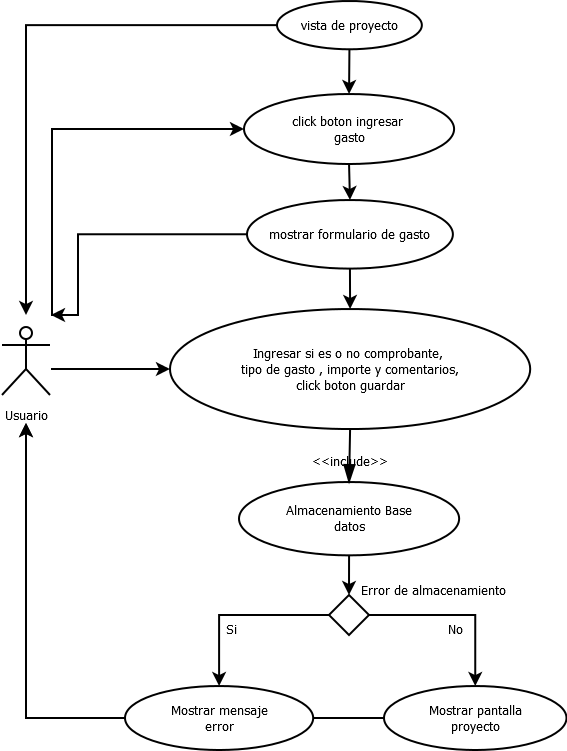 vista de proyecto
click boton ingresar
gasto
mostrar formulario de gasto
Ingresar si es o no comprobante,
tipo de gasto , importe y comentarios,
click boton guardar
Usuario
<<include>>
Almacenamiento Base
datos
Error de almacenamiento
Si
No
Mostrar mensaje
error
Mostrar pantalla
proyecto